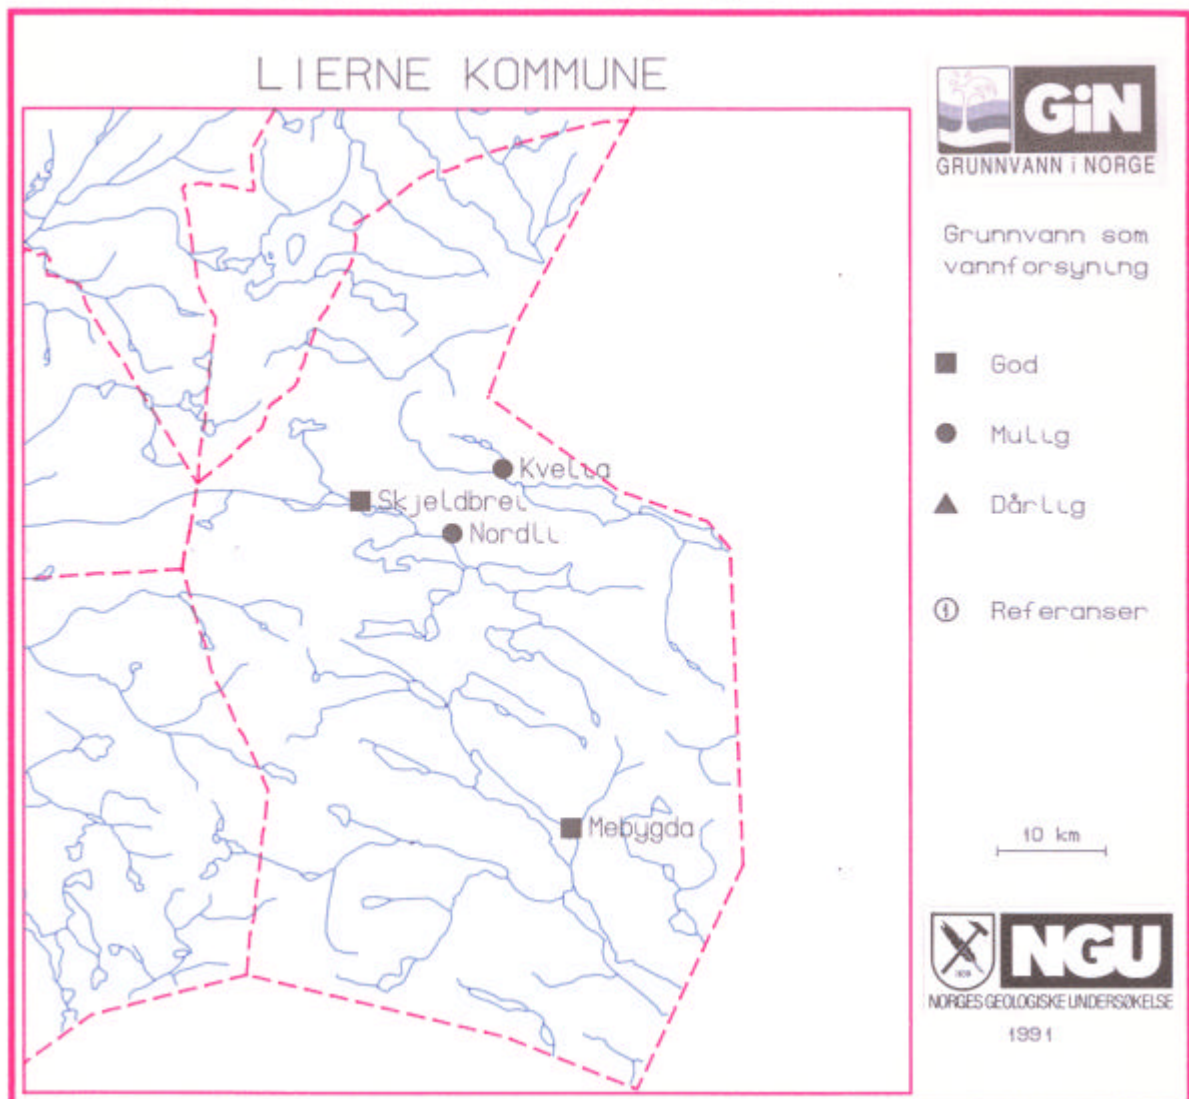 LIERNE KOMMUNE
GiN
GRUNNVANN i NORGE
Grunnvann som
vannforsyning
God
Mulig
Dårlig
1 Referanser
Kvelia
Skjeldbrei
Nordli
Mebygda
10 km
NGU
NORGES GEOLOGISKE UNDERSØKELSE
1991